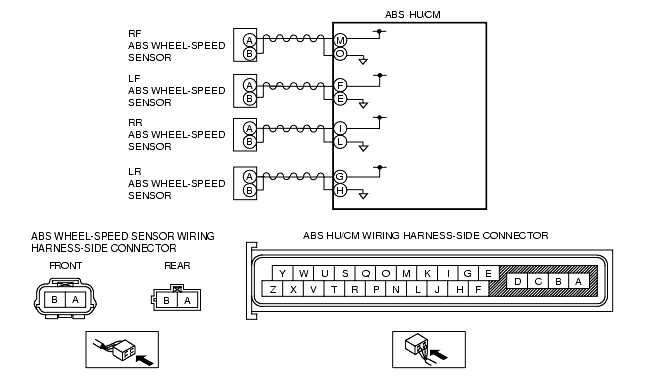 ABS HU/CM
RF
ABS WHEEL-SPEED
SENSOR
A
B
M
O
LF
ABS WHEEL-SPEED
SENSOR
A
B
F
E
RR
ABS WHEEL-SPEED
SENSOR
A
B
I
L
LR
ABS WHEEL-SPEED
SENSOR
A
B
G
H
ABS WHEEL-SPEED SENSOR WIRING
HARNESS-SIDE CONNECTOR
FRONT
REAR
B A
B A
ABS HU/CM WIRING HARNESS-SIDE CONNECTOR
Y W U S Q O M K I G E
Z X V T R P N L J H F
D C B A